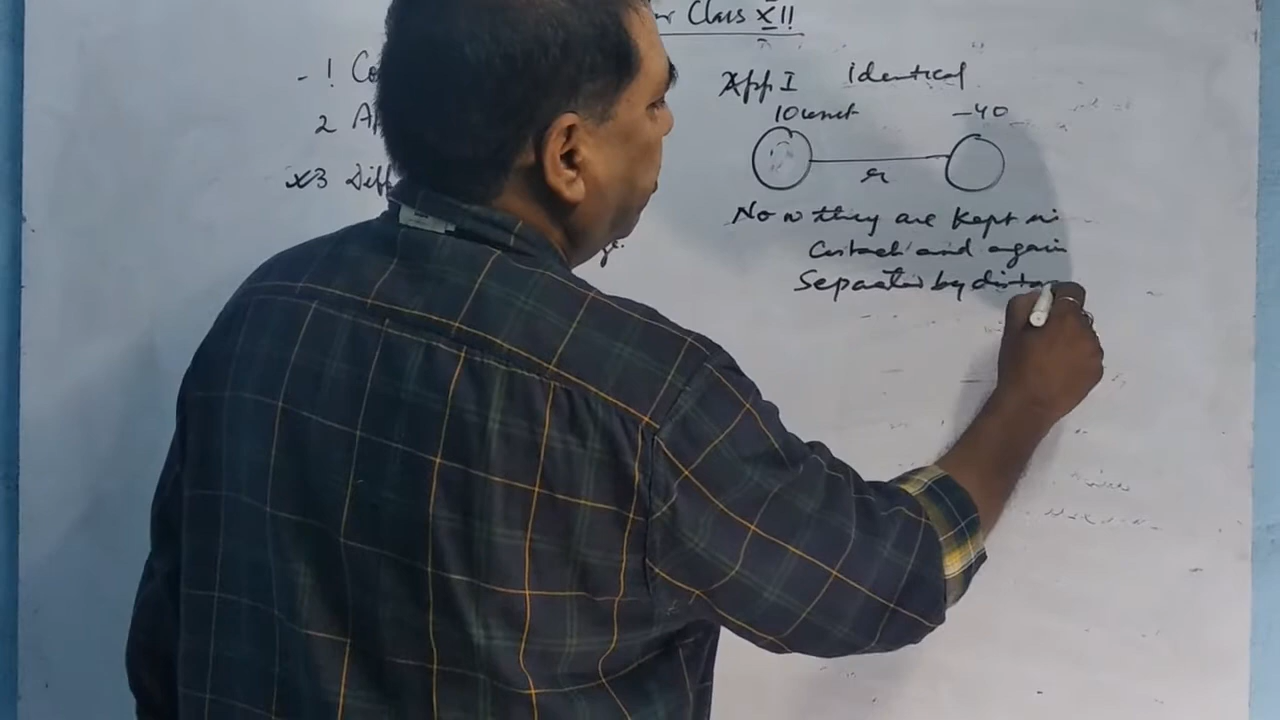 Class XII
- 1 Co
2 A
x3 Diff
App I Identical
10 unit -40
r
Now they are kept in
Contact and again
Separated by distan